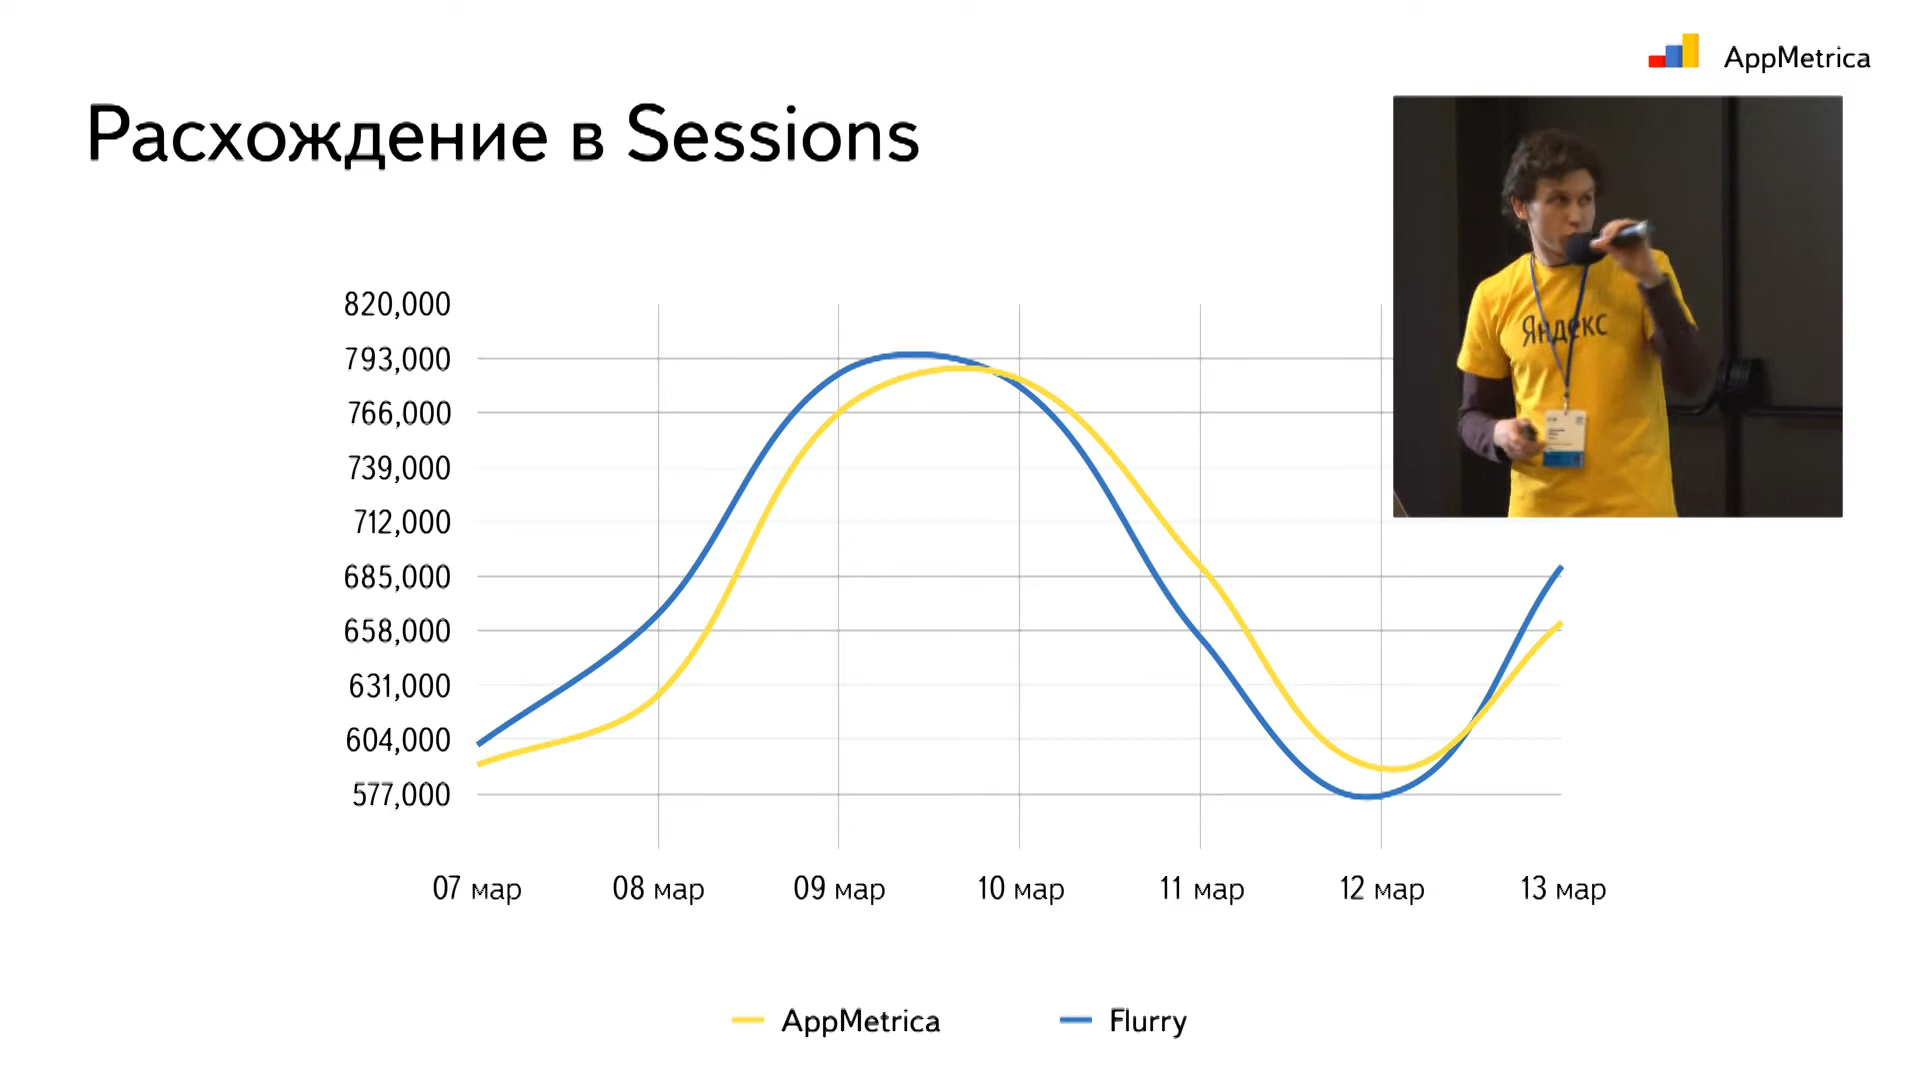 AppMetrica
Расхождение в Sessions
Яндекс
820,000
793,000
766,000
739,000
712,000
685,000
658,000
631,000
604,000
577,000
07 мар
08 мар
09 мар
10 мар
11 мар
12 мар
13 мар
AppMetrica
Flurry